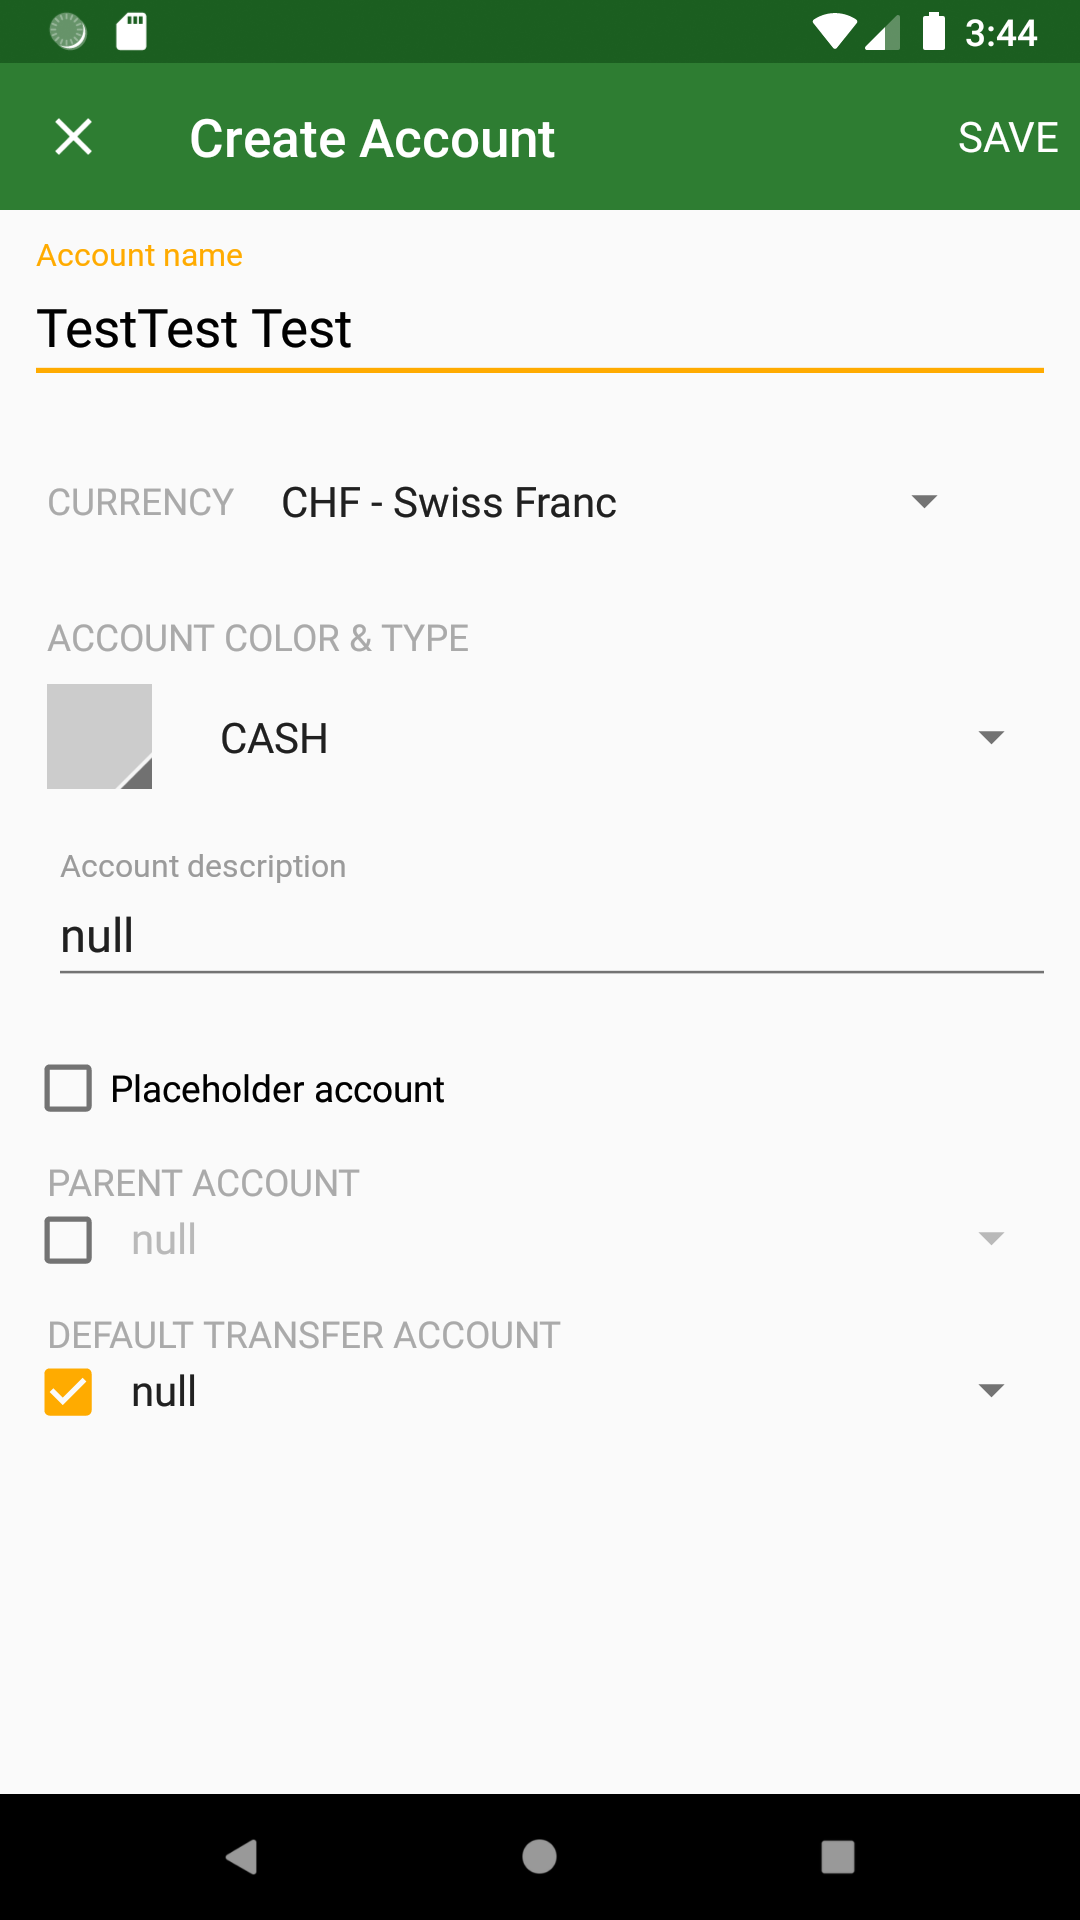 3:44
Create Account
SAVE
Account name
TestTest Test
CURRENCY
CHF - Swiss Franc
ACCOUNT COLOR & TYPE
CASH
Account description
null
Placeholder account
PARENT ACCOUNT
null
DEFAULT TRANSFER ACCOUNT
null